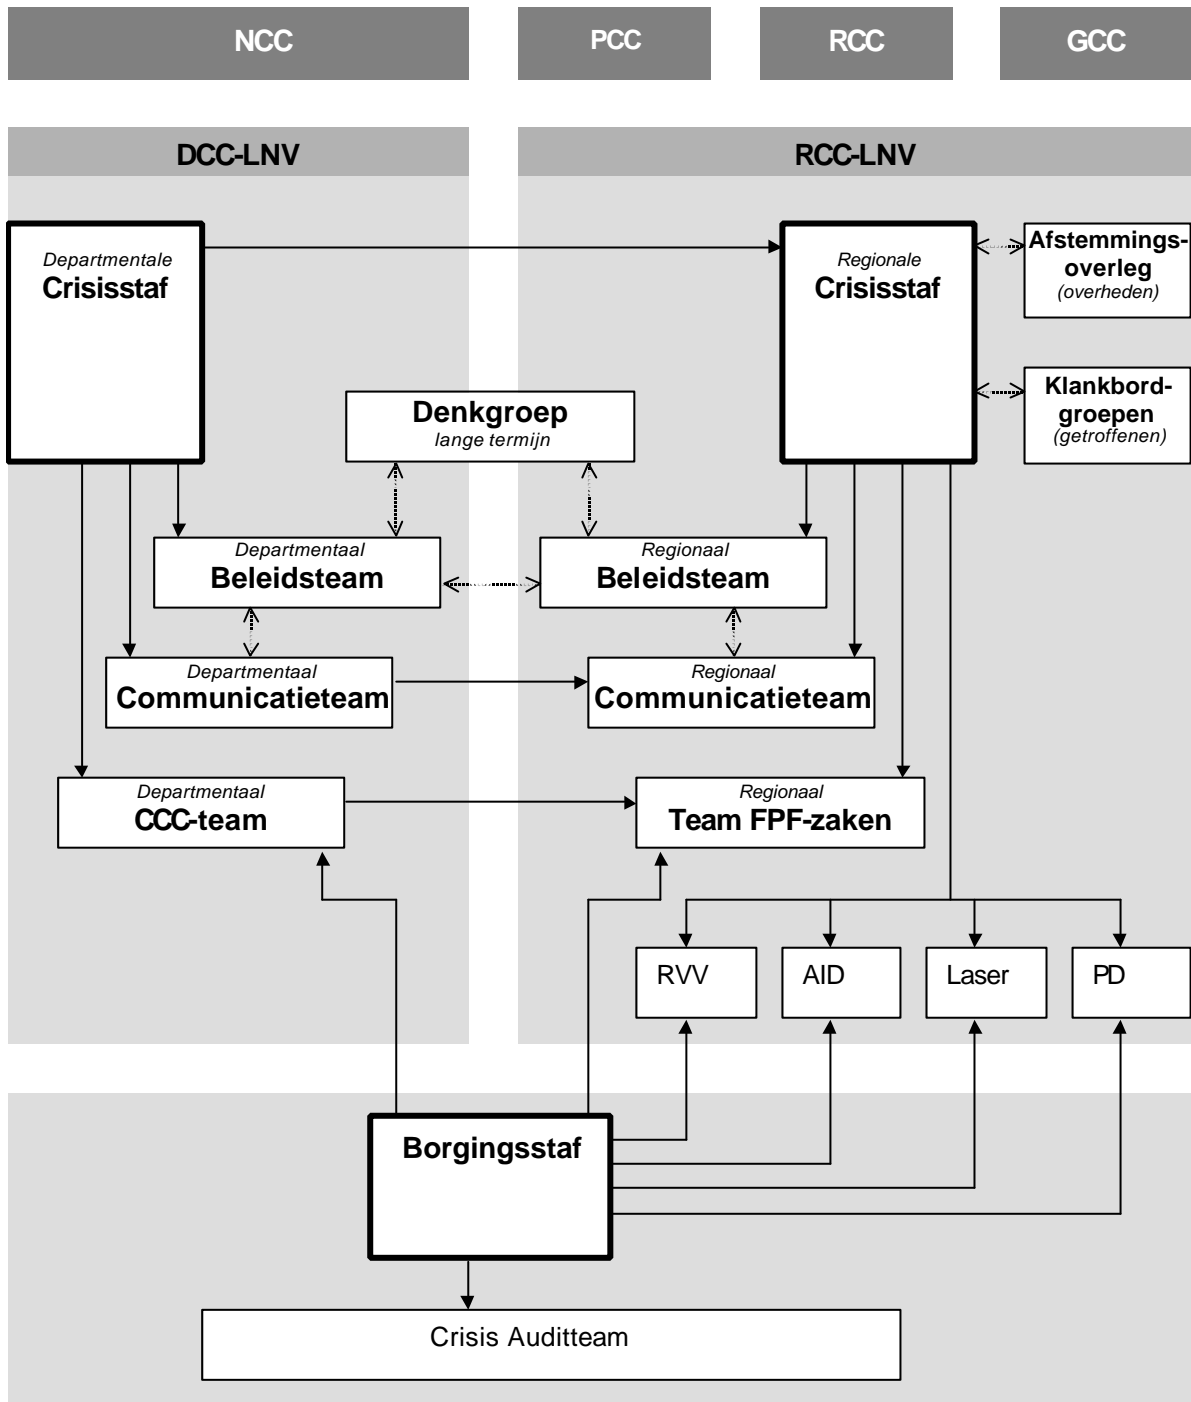 NCC
PCC
RCC
GCC
DCC-LNV
RCC-LNV
Departmentale
Crisisstaf
Regionale
Crisisstaf
Afstemmings-
overleg
(overheden)
Klankbord-
groepen
(getroffenen)
Denkgroep
lange termijn
Departmentaal
Beleidsteam
Regionaal
Beleidsteam
Departmentaal
Communicatieteam
Regionaal
Communicatieteam
Departmentaal
CCC-team
Regionaal
Team FPF-zaken
RVV
AID
Laser
PD
Borgingsstaf
Crisis Auditteam